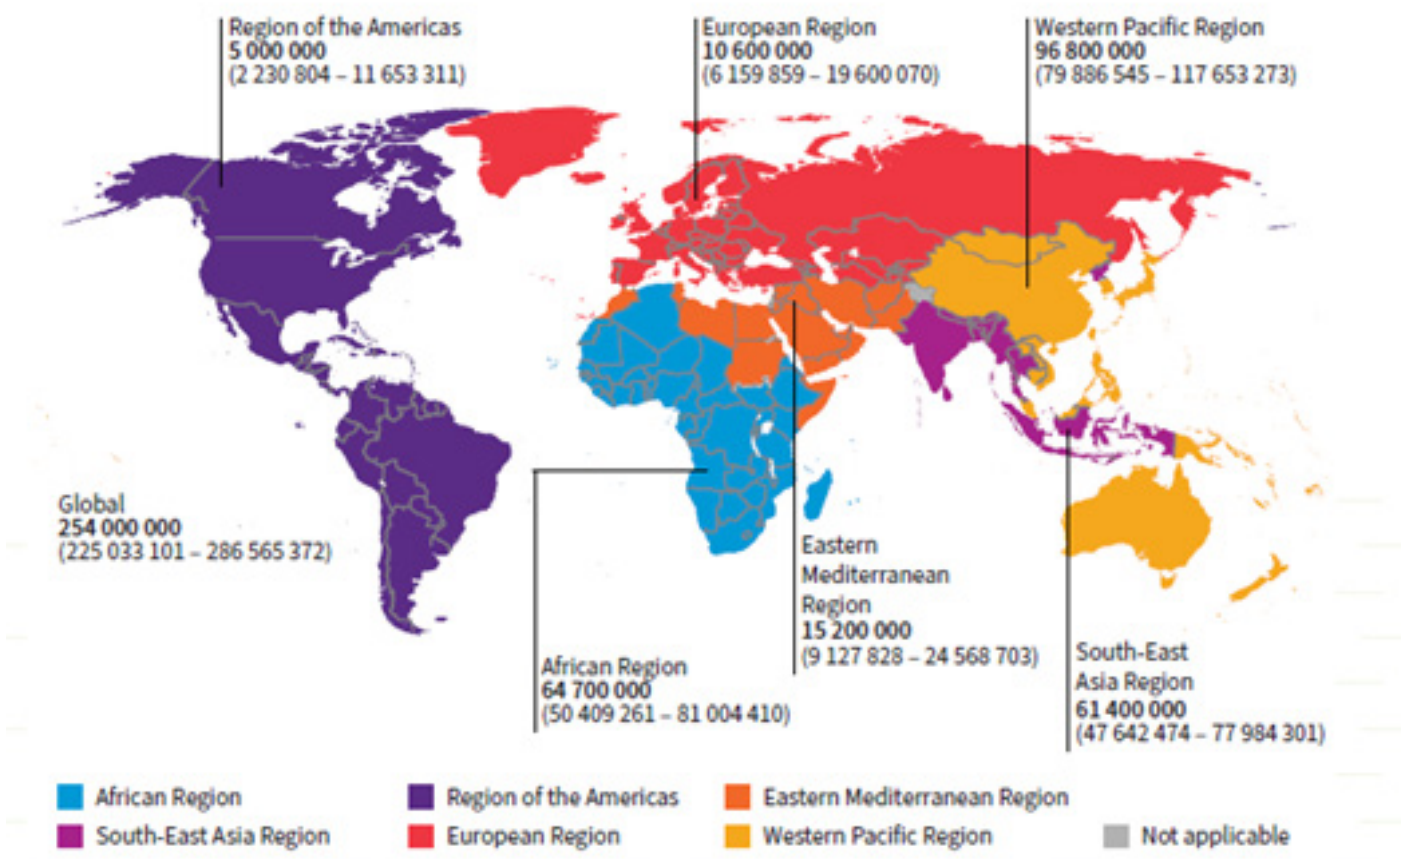 Region of the Americas
5 000 000
(2 230 804 – 11 653 311)
European Region
10 600 000
(6 159 859 – 19 600 070)
Western Pacific Region
96 800 000
(79 886 545 – 117 653 273)
Global
254 000 000
(225 033 101 – 286 565 372)
African Region
64 700 000
(50 409 261 – 81 004 410)
Eastern
Mediterranean
Region
15 200 000
(9 127 828 – 24 568 703)
South-East
Asia Region
61 400 000
(47 642 474 – 77 984 301)
African Region
Region of the Americas
Eastern Mediterranean Region
South-East Asia Region
European Region
Western Pacific Region
Not applicable